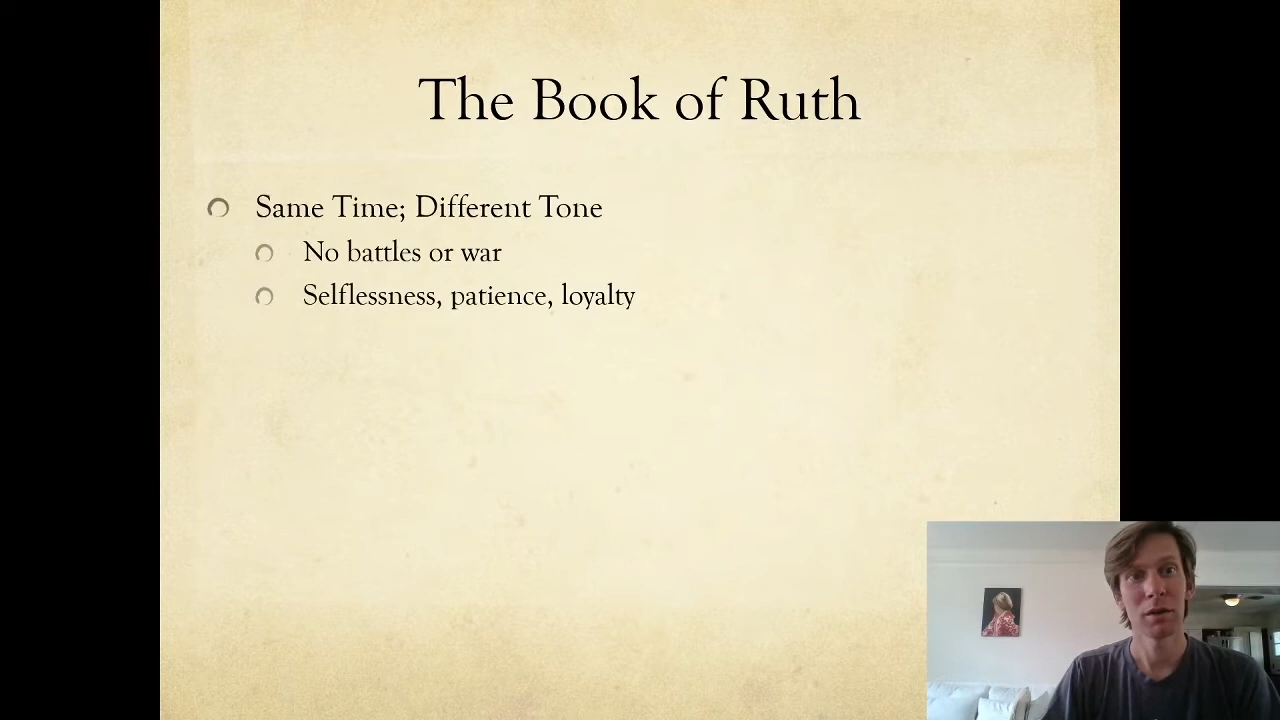 The Book of Ruth
Same Time; Different Tone
No battles or war
Selflessness, patience, loyalty